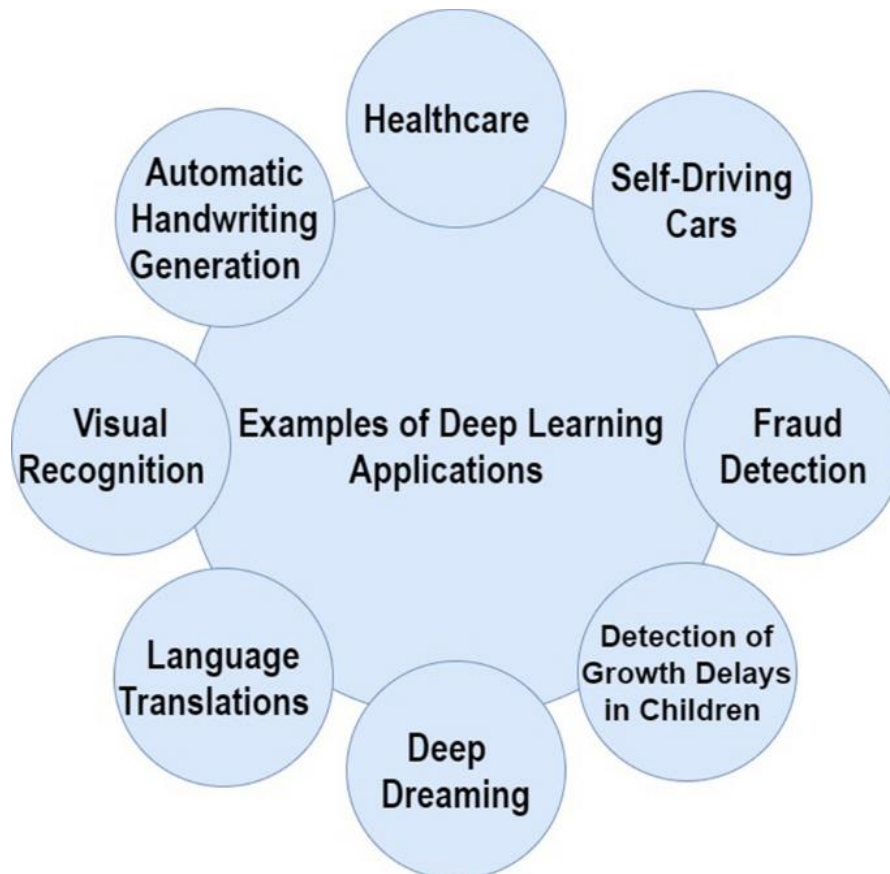 Healthcare
Self-Driving
Cars
Fraud
Detection
Detection of
Growth Delays
in Children
Deep
Dreaming
Language
Translations
Visual
Recognition
Automatic
Handwriting
Generation
Examples of Deep Learning
Applications